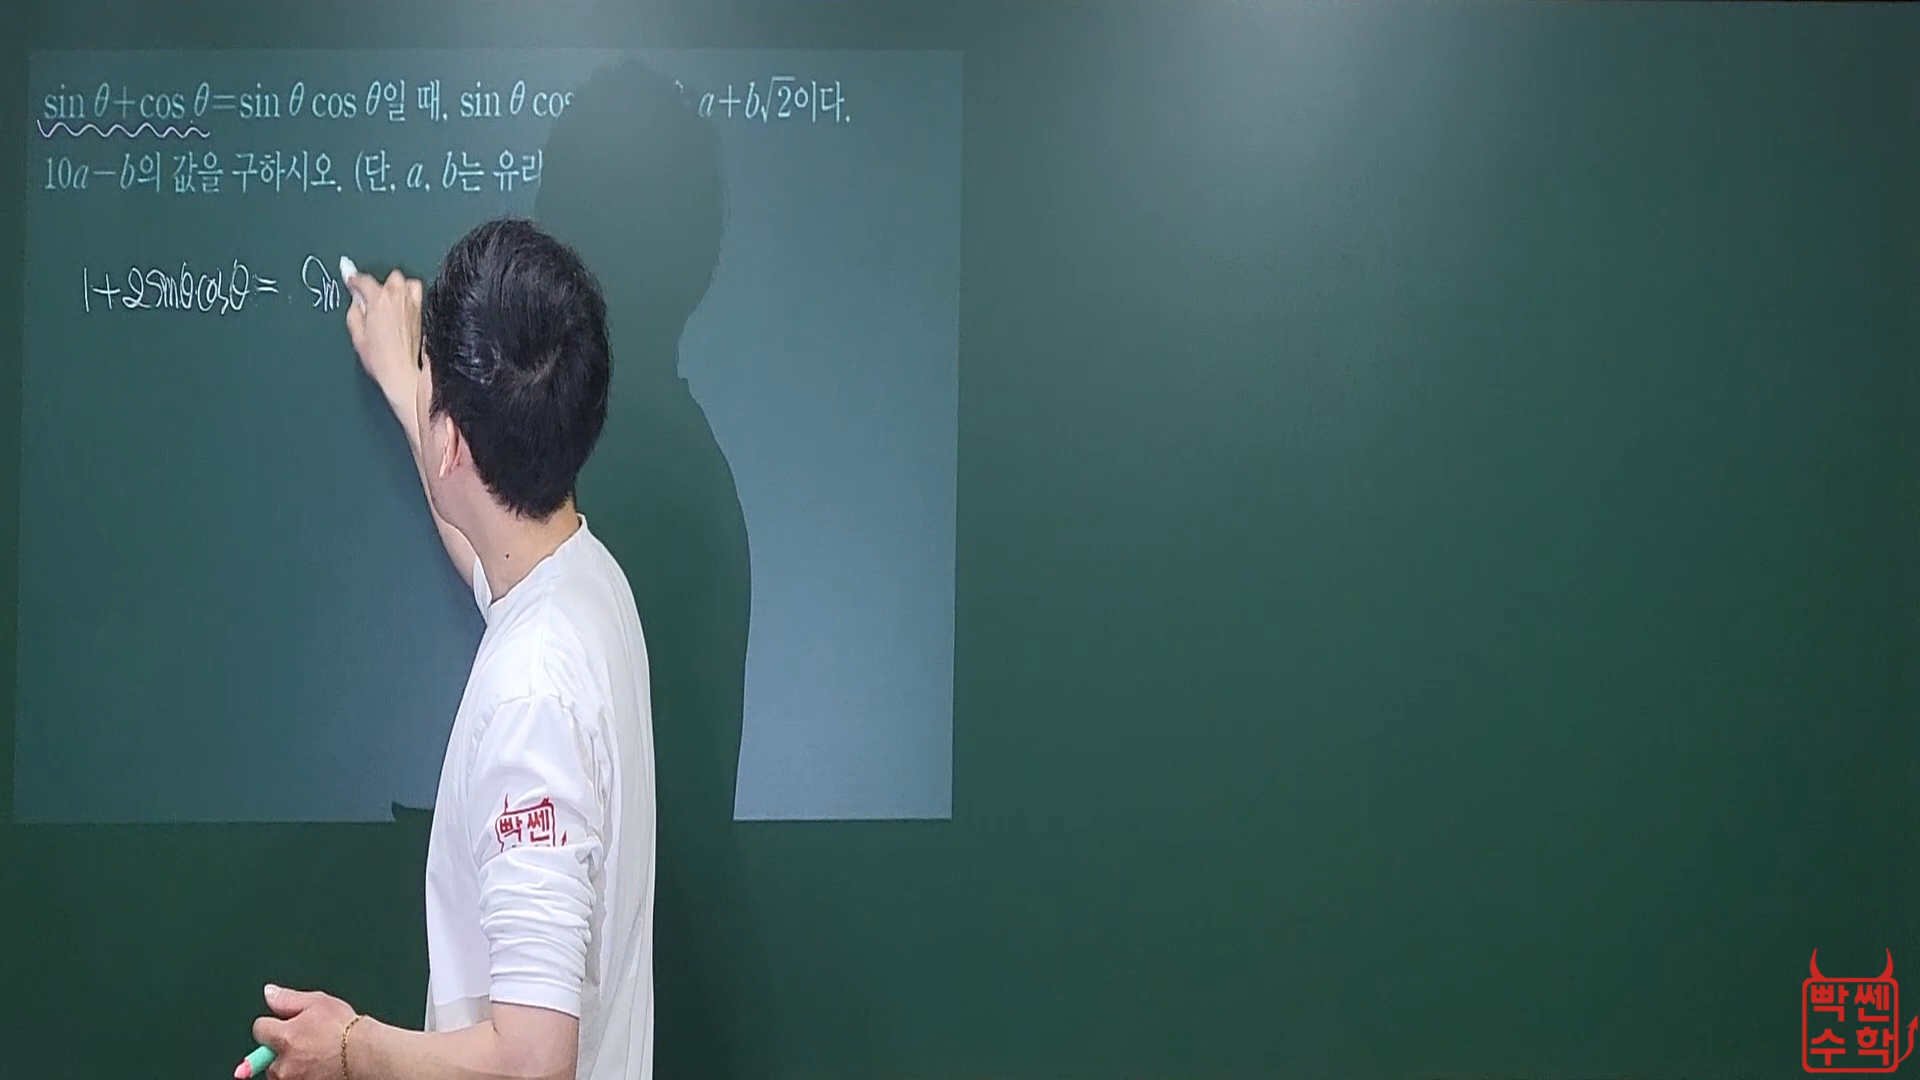 sin θ+cos θ=sin θ cos θ일 때, sin θ cos a+b√2이다.
10a−b의 값을 구하시오. (단, a, b는 유리
1+2sinθcosθ= sin
빡쎈
빡쎈
수학